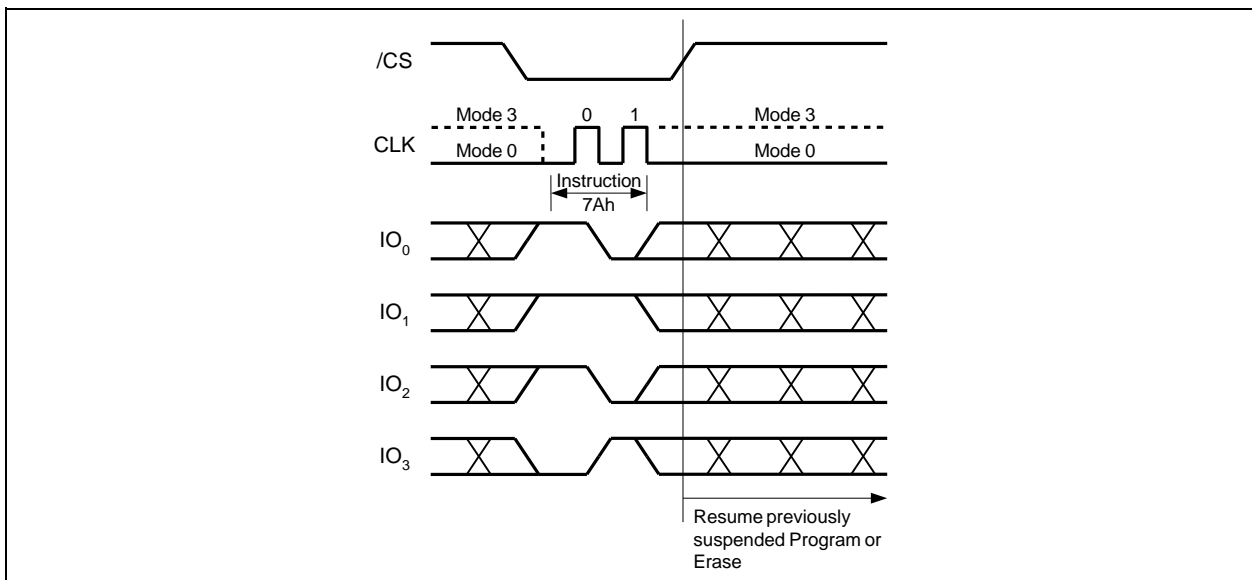 /CS
Mode 3 0 1 Mode 3
CLK
Mode 0 Mode 0
Instruction
7Ah
IO0
IO1
IO2
IO3
Resume previously
suspended Program or
Erase